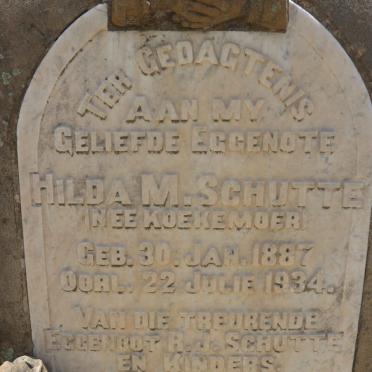 TER GEDAGTENIS
AAN MY
GELIEFDE EGGENOTE
HILDA M. SCHUTTE
NEE KOEKEMOER
GEB. 30. JAN. 1887
OORL. 22 JULIE 1934.
VAN DIE TREURENDE
EGGENOOT H. J. SCHUTTE
EN KINDERS